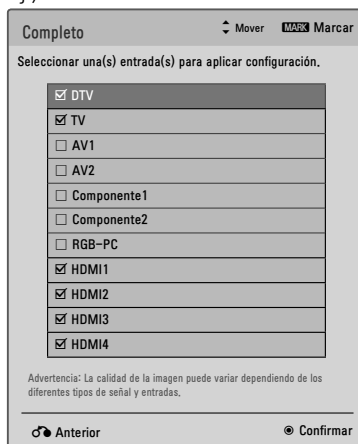 Completo Mover MARK Marcar
Seleccionar una(s) entrada(s) para aplicar configuración.
DTV
TV
AV1
AV2
Componente1
Componente2
RGB-PC
HDMI1
HDMI2
HDMI3
HDMI4
Advertencia: La calidad de la imagen puede variar dependiendo de los
diferentes tipos de señal y entradas.
Anterior Confirmar